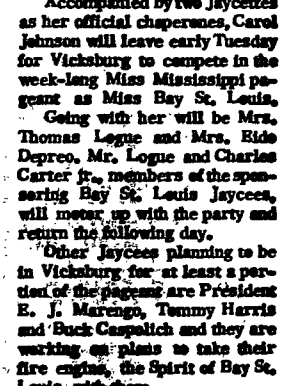 Accompanied by two Jaycettes
as her official chaperones, Carol
Johnson will leave early Tuesday
for Vicksburg to compete in the
week-long Miss Mississippi pa-
geant as Miss Bay St. Louis.
Going with her will be Mrs.
Thomas Logue and Mrs. Eide
Depreo. Mr. Logue and Charles
Carter jr., members of the spon-
soring Bay St. Louis Jaycees,
will motor up with the party and
return the following day.
Other Jaycees planning to be
in Vicksburg for at least a por-
tion of the pageant are President
E. J. Marengo, Tommy Harris
and Buck Caspolich and they are
working on plans to take their
fire engine, the Spirit of Bay St.
Louis with them.